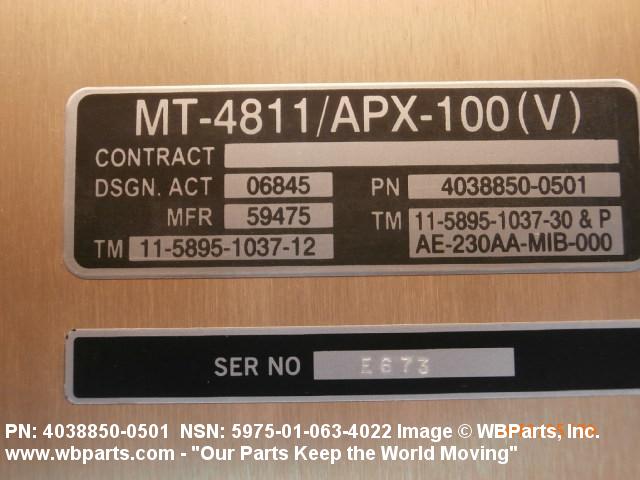 MT-4811/APX-100(V)
CONTRACT
DSGN. ACT 06845 PN 4038850-0501
MFR 59475 TM 11-5895-1037-30 & P
TM 11-5895-1037-12 AE-230AA-MIB-000
SER NO E673
PN: 4038850-0501 NSN: 5975-01-063-4022 Image © WBParts, Inc.
www.wbparts.com - "Our Parts Keep the World Moving"